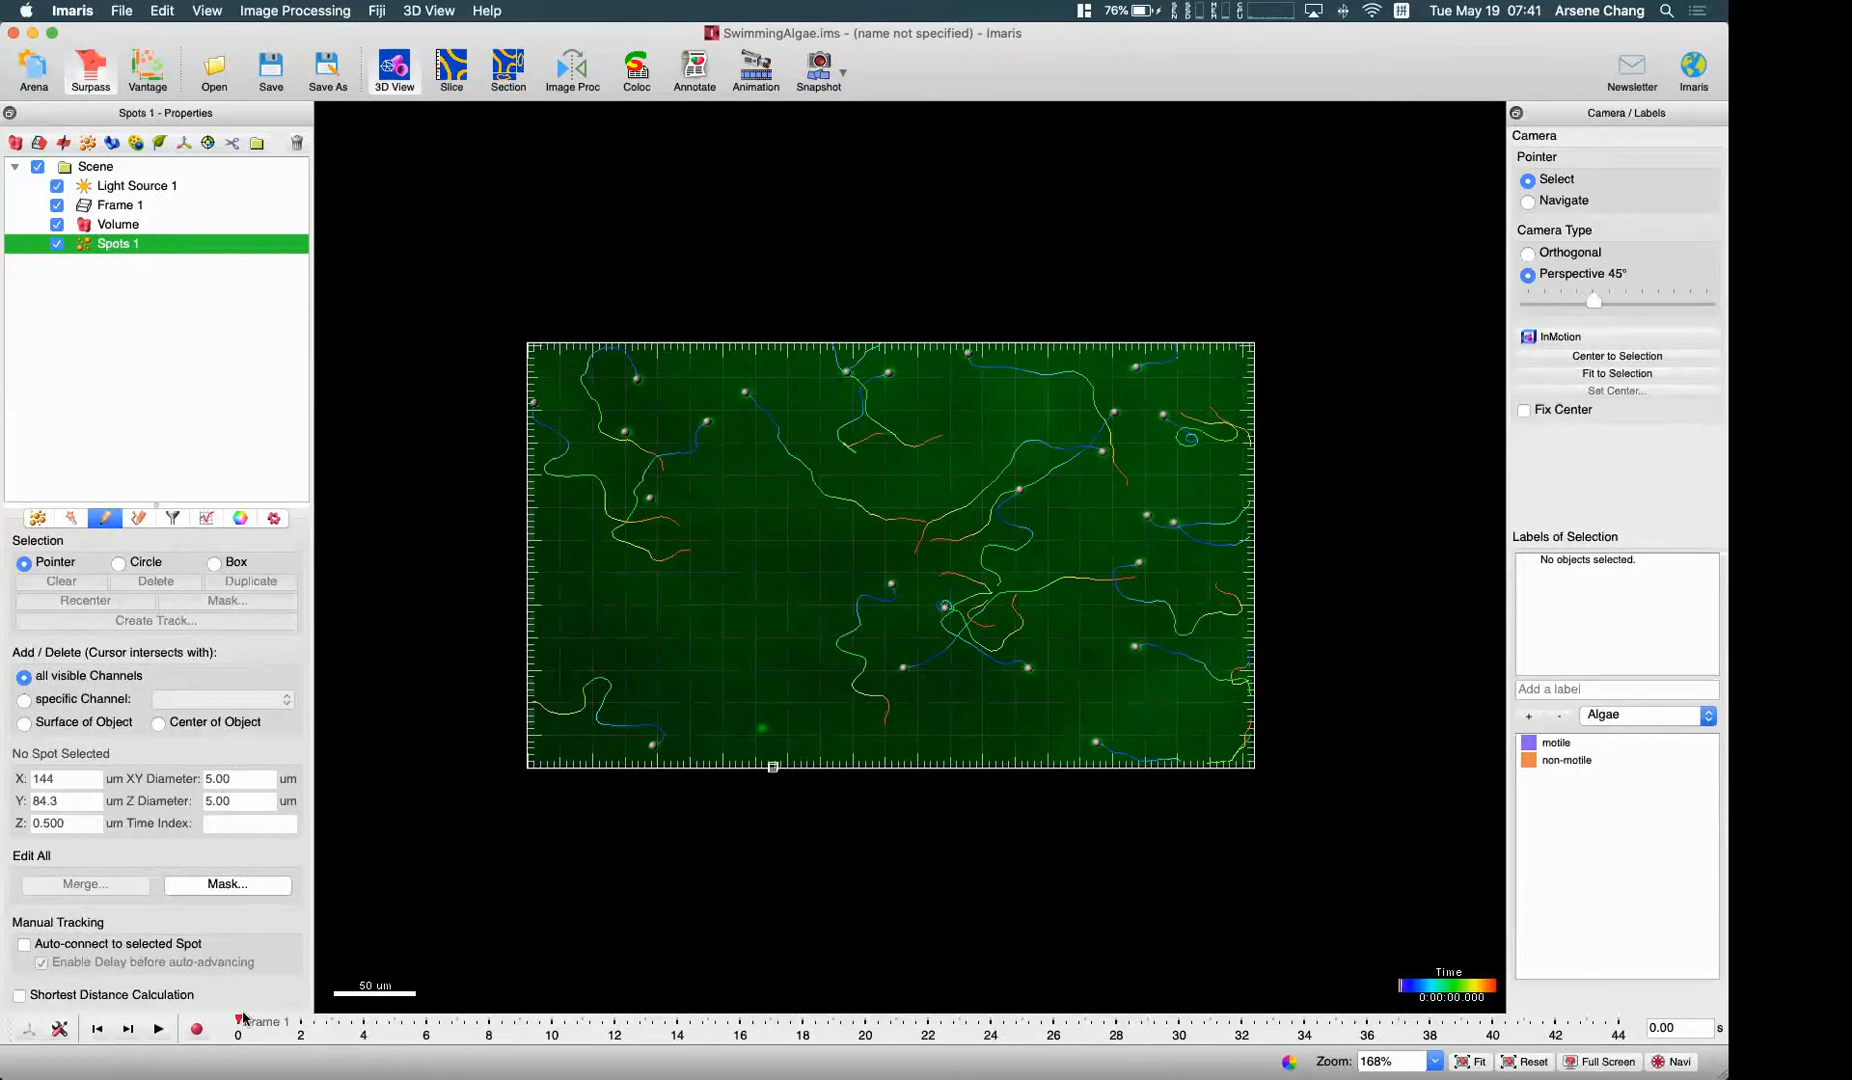 Imaris File Edit View Image Processing Fiji 3D View Help 76% Tue May 19 07:41 Arsene Chang
SwimmingAlgae.ims - (name not specified) - Imaris
Arena Surpass Vantage Open Save Save As 3D View Slice Section Image Proc Coloc Annotate Animation Snapshot Newsletter Imaris
Spots 1 - Properties
Scene
Light Source 1
Frame 1
Volume
Spots 1
Selection
Pointer Circle Box
Clear Delete Duplicate
Recenter Mask...
Create Track...
Add / Delete (Cursor intersects with):
all visible Channels
specific Channel:
Surface of Object Center of Object
No Spot Selected
X: 144 um XY Diameter: 5.00 um
Y: 84.3 um Z Diameter: 5.00 um
Z: 0.500 um Time Index:
Edit All
Merge... Mask...
Manual Tracking
Auto-connect to selected Spot
Enable Delay before auto-advancing
Shortest Distance Calculation
50 um
Time
0:00:00.000
Camera / Labels
Camera
Pointer
Select
Navigate
Camera Type
Orthogonal
Perspective 45°
InMotion
Center to Selection
Fit to Selection
Set Center...
Fix Center
Labels of Selection
No objects selected.
Add a label
+ - Algae
motile
non-motile
Frame 1
0 2 4 6 8 10 12 14 16 18 20 22 24 26 28 30 32 34 36 38 40 42 44 0.00 s
Zoom: 168% Fit Reset Full Screen Navi